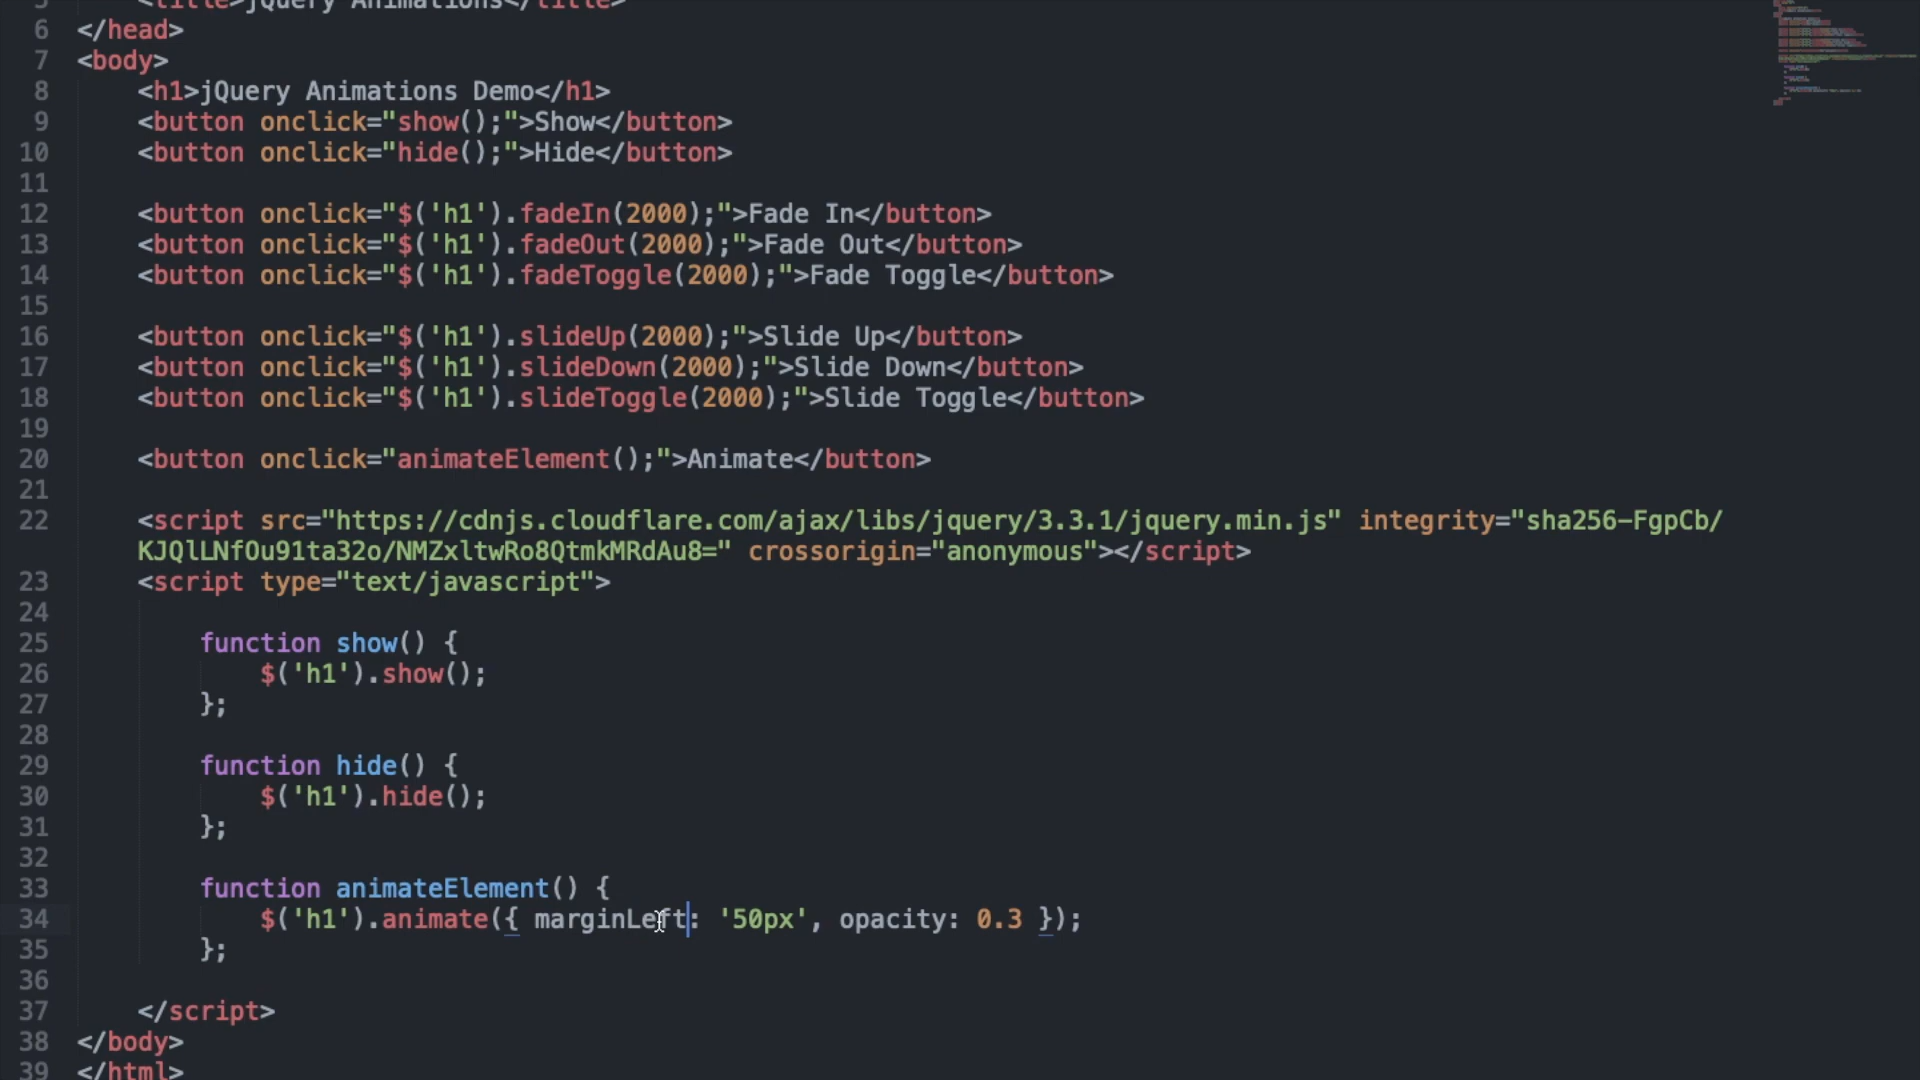 5 <title>jQuery Animations</title>
6 </head>
7 <body>
8 <h1>jQuery Animations Demo</h1>
9 <button onclick="show();">Show</button>
10 <button onclick="hide();">Hide</button>
11
12 <button onclick="$('h1').fadeIn(2000);">Fade In</button>
13 <button onclick="$('h1').fadeOut(2000);">Fade Out</button>
14 <button onclick="$('h1').fadeToggle(2000);">Fade Toggle</button>
15
16 <button onclick="$('h1').slideUp(2000);">Slide Up</button>
17 <button onclick="$('h1').slideDown(2000);">Slide Down</button>
18 <button onclick="$('h1').slideToggle(2000);">Slide Toggle</button>
19
20 <button onclick="animateElement();">Animate</button>
21
22 <script src="https://cdnjs.cloudflare.com/ajax/libs/jquery/3.3.1/jquery.min.js" integrity="sha256-FgpCb/
KJQlLNfOu91ta32o/NMZxltwRo8QtmkMRdAu8=" crossorigin="anonymous"></script>
23 <script type="text/javascript">
24
25 function show() {
26 $('h1').show();
27 };
28
29 function hide() {
30 $('h1').hide();
31 };
32
33 function animateElement() {
34 $('h1').animate({ marginLeft: '50px', opacity: 0.3 });
35 };
36
37 </script>
38 </body>
39 </html>